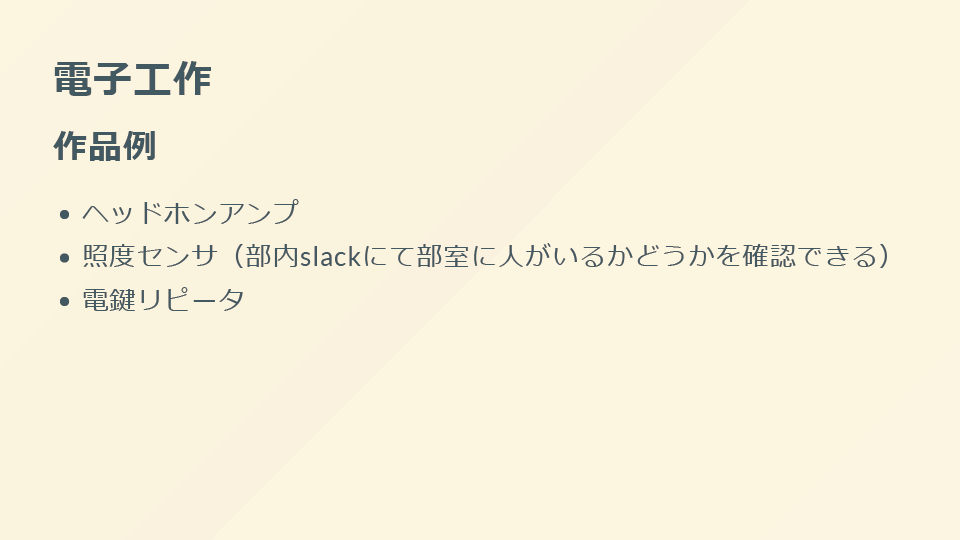 電子工作
作品例
• ヘッドホンアンプ
• 照度センサ（部内slackにて部室に人がいるかどうかを確認できる）
• 電鍵リピータ